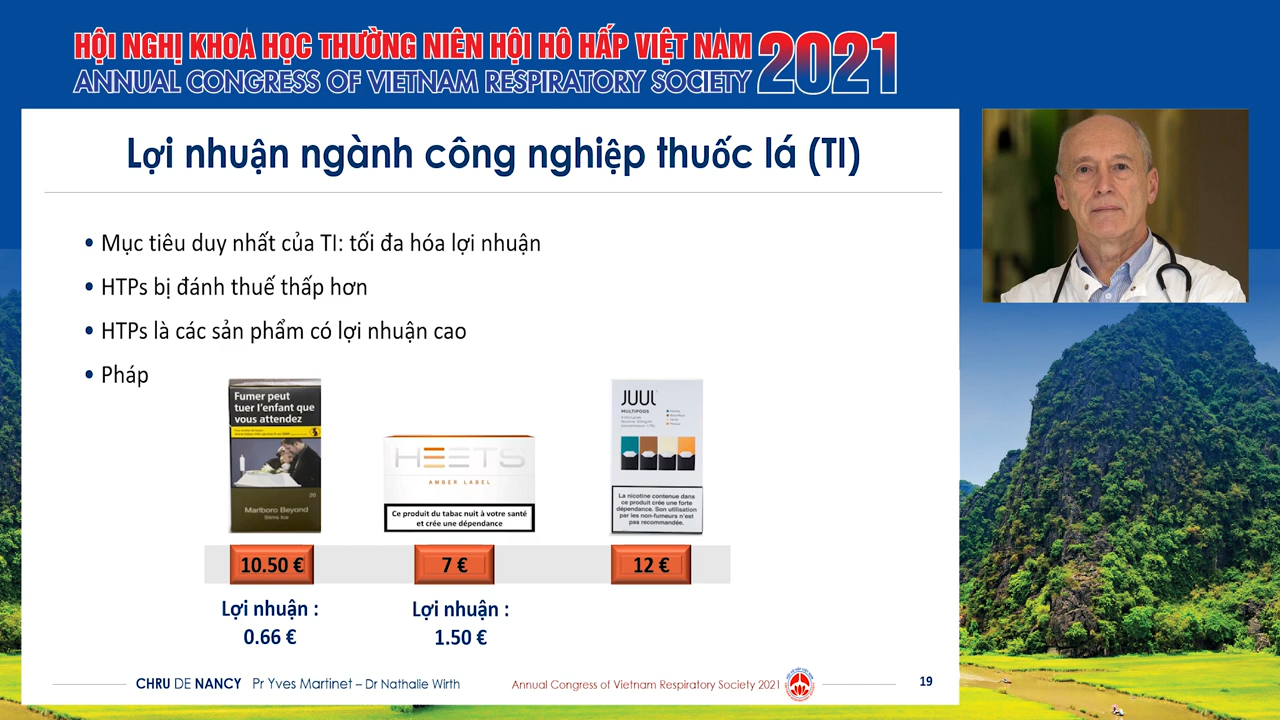 HỘI NGHỊ KHOA HỌC THƯỜNG NIÊN HỘI HÔ HẤP VIỆT NAM
ANNUAL CONGRESS OF VIETNAM RESPIRATORY SOCIETY
2021
Lợi nhuận ngành công nghiệp thuốc lá (TI)
• Mục tiêu duy nhất của TI: tối đa hóa lợi nhuận
• HTPs bị đánh thuế thấp hơn
• HTPs là các sản phẩm có lợi nhuận cao
• Pháp
Fumer peut
tuer l'enfant que
vous attendez
20
Marlboro Beyond
Slims Ice
HEETS
AMBER LABEL
Ce produit du tabac nuit à votre santé
et crée une dépendance
JUUL
MULTIPODS
La nicotine contenue dans
ce produit crée une forte
dépendance. Son utilisation
par les non-fumeurs n'est
pas recommandée.
10.50 €
7 €
12 €
Lợi nhuận :
0.66 €
Lợi nhuận :
1.50 €
CHRU DE NANCY Pr Yves Martinet – Dr Nathalie Wirth
Annual Congress of Vietnam Respiratory Society 2021
19